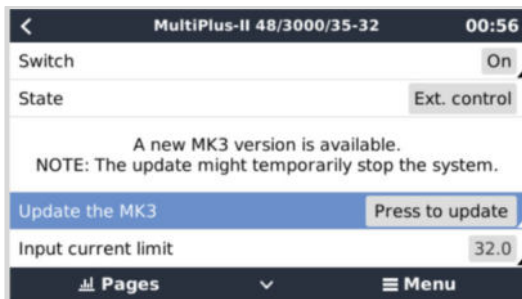 MultiPlus-II 48/3000/35-32 00:56
Switch On
State Ext. control
A new MK3 version is available.
NOTE: The update might temporarily stop the system.
Update the MK3 Press to update
Input current limit 32.0
Pages Menu